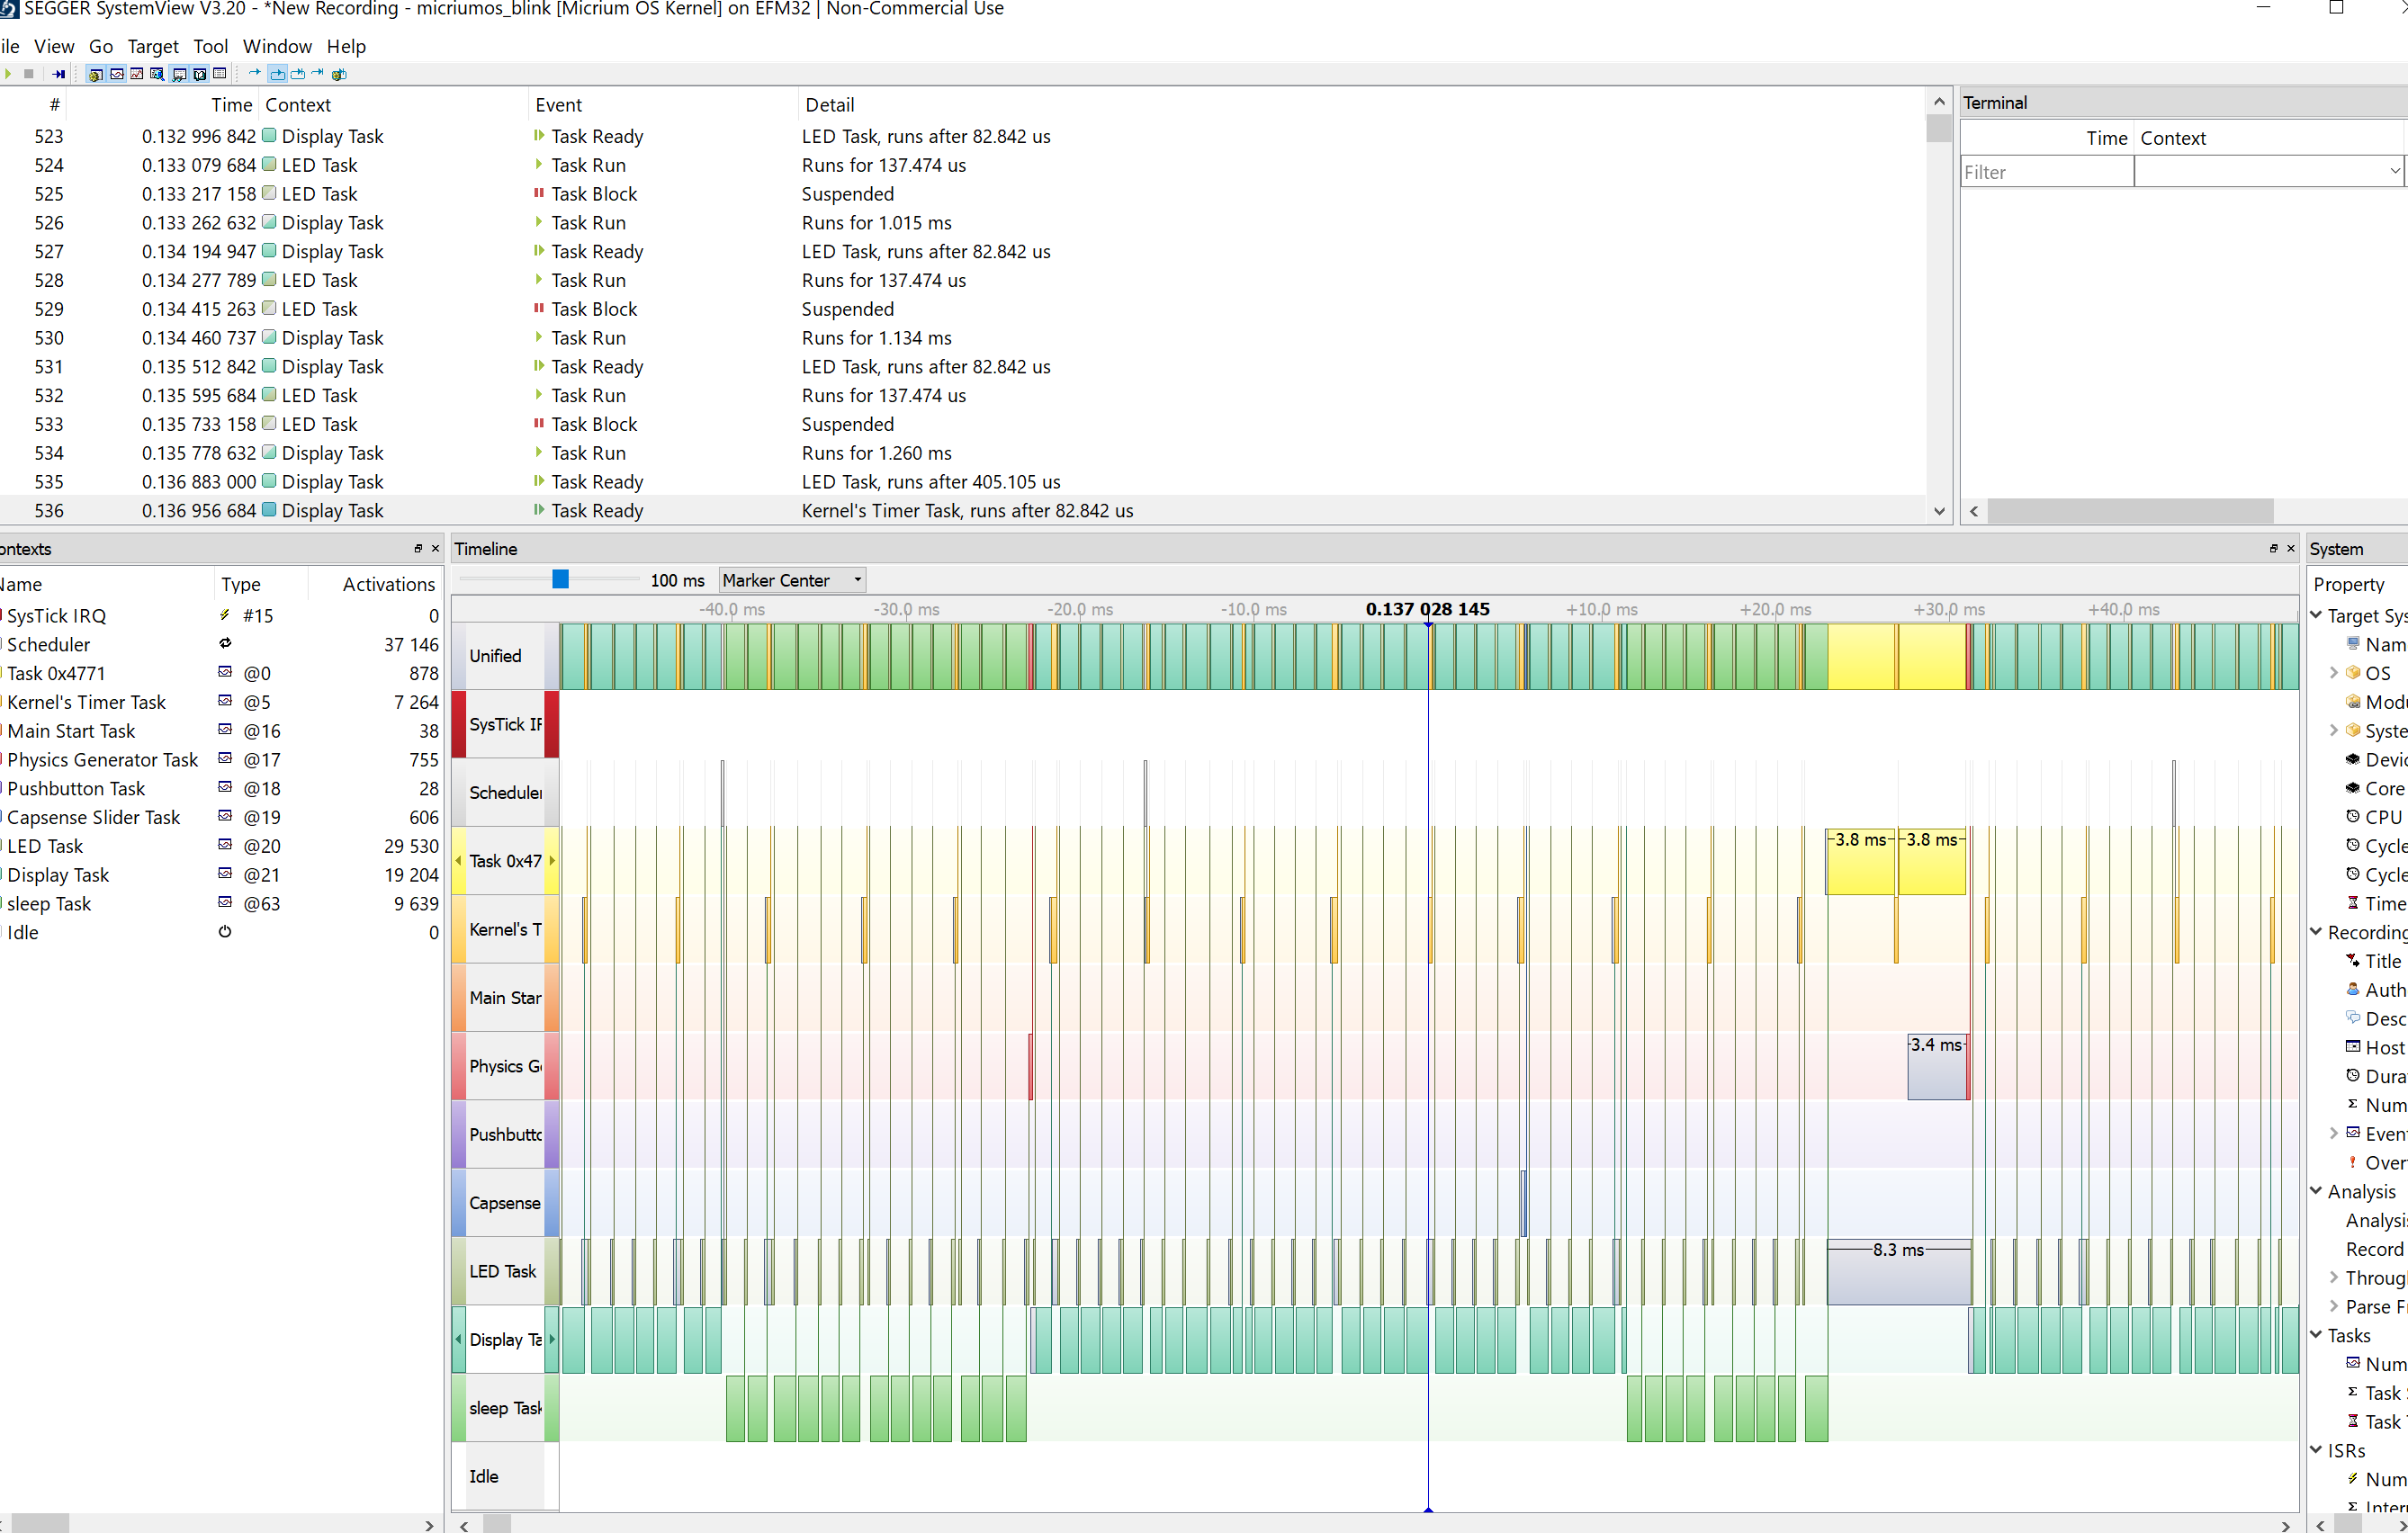 SEGGER SystemView V3.20 - *New Recording - micriumos_blink [Micrium OS Kernel] on EFM32 | Non-Commercial Use
ile View Go Target Tool Window Help
# Time Context Event Detail
523 0.132 996 842 Display Task Task Ready LED Task, runs after 82.842 us
524 0.133 079 684 LED Task Task Run Runs for 137.474 us
525 0.133 217 158 LED Task Task Block Suspended
526 0.133 262 632 Display Task Task Run Runs for 1.015 ms
527 0.134 194 947 Display Task Task Ready LED Task, runs after 82.842 us
528 0.134 277 789 LED Task Task Run Runs for 137.474 us
529 0.134 415 263 LED Task Task Block Suspended
530 0.134 460 737 Display Task Task Run Runs for 1.134 ms
531 0.135 512 842 Display Task Task Ready LED Task, runs after 82.842 us
532 0.135 595 684 LED Task Task Run Runs for 137.474 us
533 0.135 733 158 LED Task Task Block Suspended
534 0.135 778 632 Display Task Task Run Runs for 1.260 ms
535 0.136 883 000 Display Task Task Ready LED Task, runs after 405.105 us
536 0.136 956 684 Display Task Task Ready Kernel's Timer Task, runs after 82.842 us
Terminal
Time Context
Filter
ontexts
Name Type Activations
SysTick IRQ #15 0
Scheduler 37 146
Task 0x4771 @0 878
Kernel's Timer Task @5 7 264
Main Start Task @16 38
Physics Generator Task @17 755
Pushbutton Task @18 28
Capsense Slider Task @19 606
LED Task @20 29 530
Display Task @21 19 204
sleep Task @63 9 639
Idle 0
Timeline
100 ms Marker Center
-40.0 ms -30.0 ms -20.0 ms -10.0 ms 0.137 028 145 +10.0 ms +20.0 ms +30.0 ms +40.0 ms
Unified
SysTick IF
Scheduler
Task 0x47 3.8 ms 3.8 ms
Kernel's T
Main Star
Physics Ge 3.4 ms
Pushbutto
Capsense
LED Task 8.3 ms
Display Ta
sleep Task
Idle
System
Property
Target Sys
Nam
OS
Modu
Syste
Devic
Core
CPU
Cycle
Cycle
Time
Recording
Title
Auth
Desc
Host
Dura
Num
Even
Over
Analysis
Analysi
Record
Throug
Parse F
Tasks
Num
Task
Task
ISRs
Num
Inter